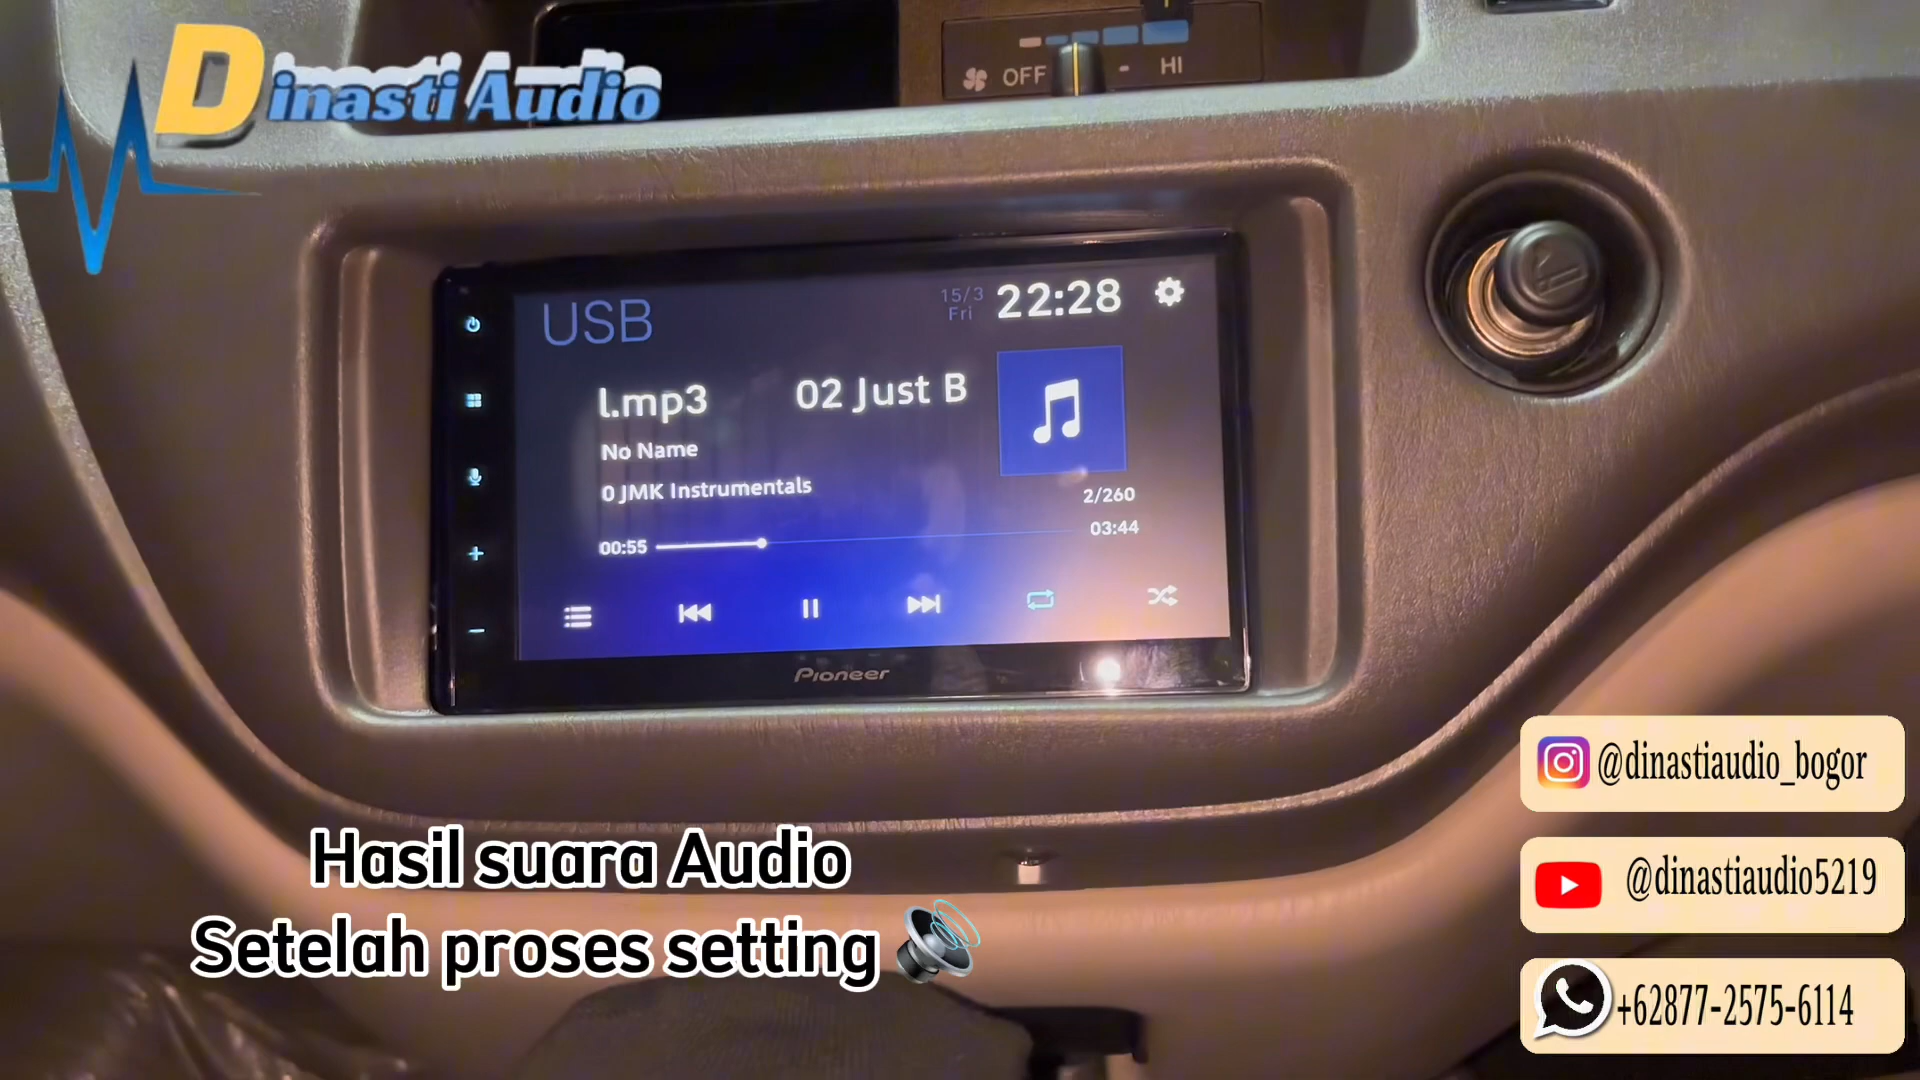 Dinasti Audio
OFF
-
HI
USB
15/3
Fri
22:28
l.mp3
02 Just B
No Name
0 JMK Instrumentals
2/260
00:55
03:44
Pioneer
@dinastiaudio_bogor
Hasil suara Audio
@dinastiaudio5219
Setelah proses setting
+62877-2575-6114